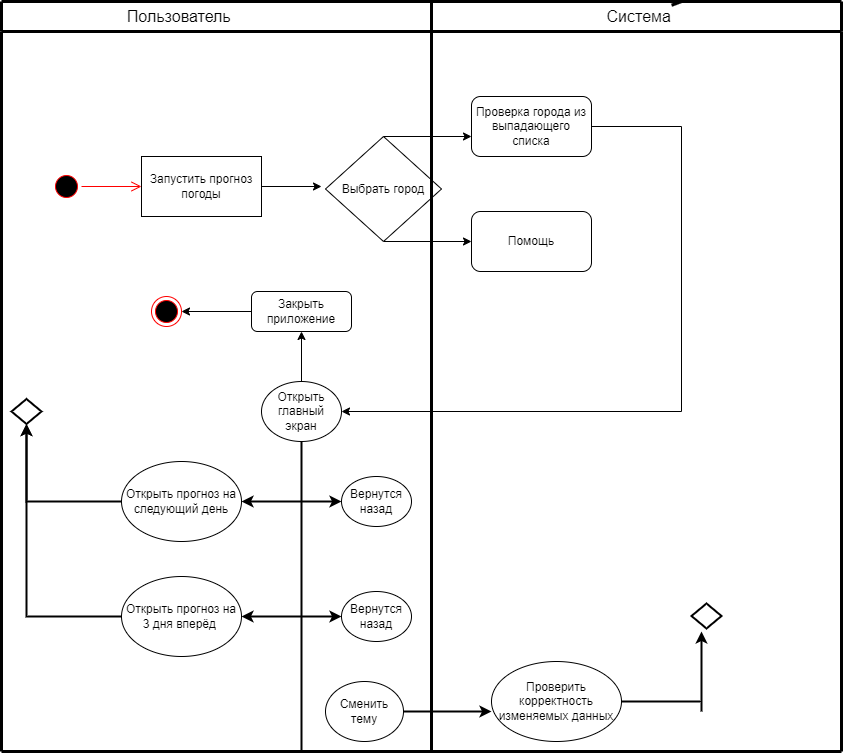 Пользователь
Система
Проверка города из
выпадающего
списка
Запустить прогноз
погоды
Выбрать город
Помощь
Закрыть
приложение
Открыть
главный
экран
Открыть прогноз на
следующий день
Вернутся
назад
Открыть прогноз на
3 дня вперёд
Вернутся
назад
Сменить
тему
Проверить
корректность
изменяемых данных